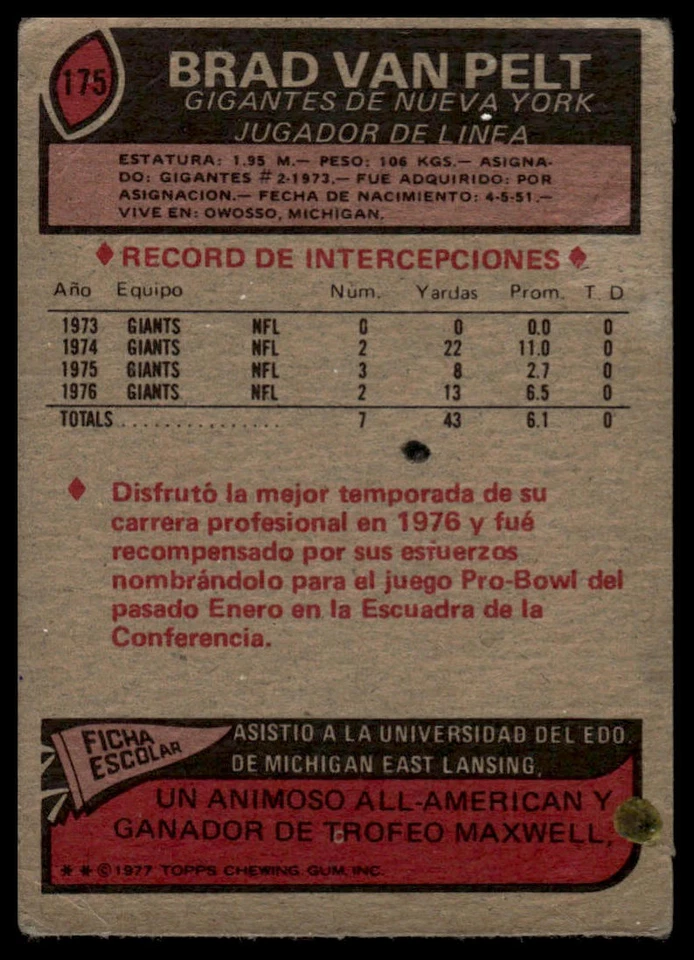 175
BRAD VAN PELT
GIGANTES DE NUEVA YORK
JUGADOR DE LINEA
ESTATURA: 1.95 M.— PESO: 106 KGS.— ASIGNA-
DO: GIGANTES # 2-1973.— FUE ADQUIRIDO: POR
ASIGNACION.— FECHA DE NACIMIENTO: 4-5-51.—
VIVE EN: OWOSSO, MICHIGAN.
♦ RECORD DE INTERCEPCIONES ♦
Año Equipo Núm. Yardas Prom. T. D
1973 GIANTS NFL 0 0 0.0 0
1974 GIANTS NFL 2 22 11.0 0
1975 GIANTS NFL 3 8 2.7 0
1976 GIANTS NFL 2 13 6.5 0
TOTALS............... 7 43 6.1 0
♦ Disfrutó la mejor temporada de su
carrera profesional en 1976 y fué
recompensado por sus esfuerzos
nombrándolo para el juego Pro-Bowl del
pasado Enero en la Escuadra de la
Conferencia.
FICHA
ESCOLAR
ASISTIO A LA UNIVERSIDAD DEL EDO.
DE MICHIGAN EAST LANSING,
UN ANIMOSO ALL-AMERICAN Y
GANADOR DE TROFEO MAXWELL,
* * © 1977 TOPPS CHEWING GUM, INC.